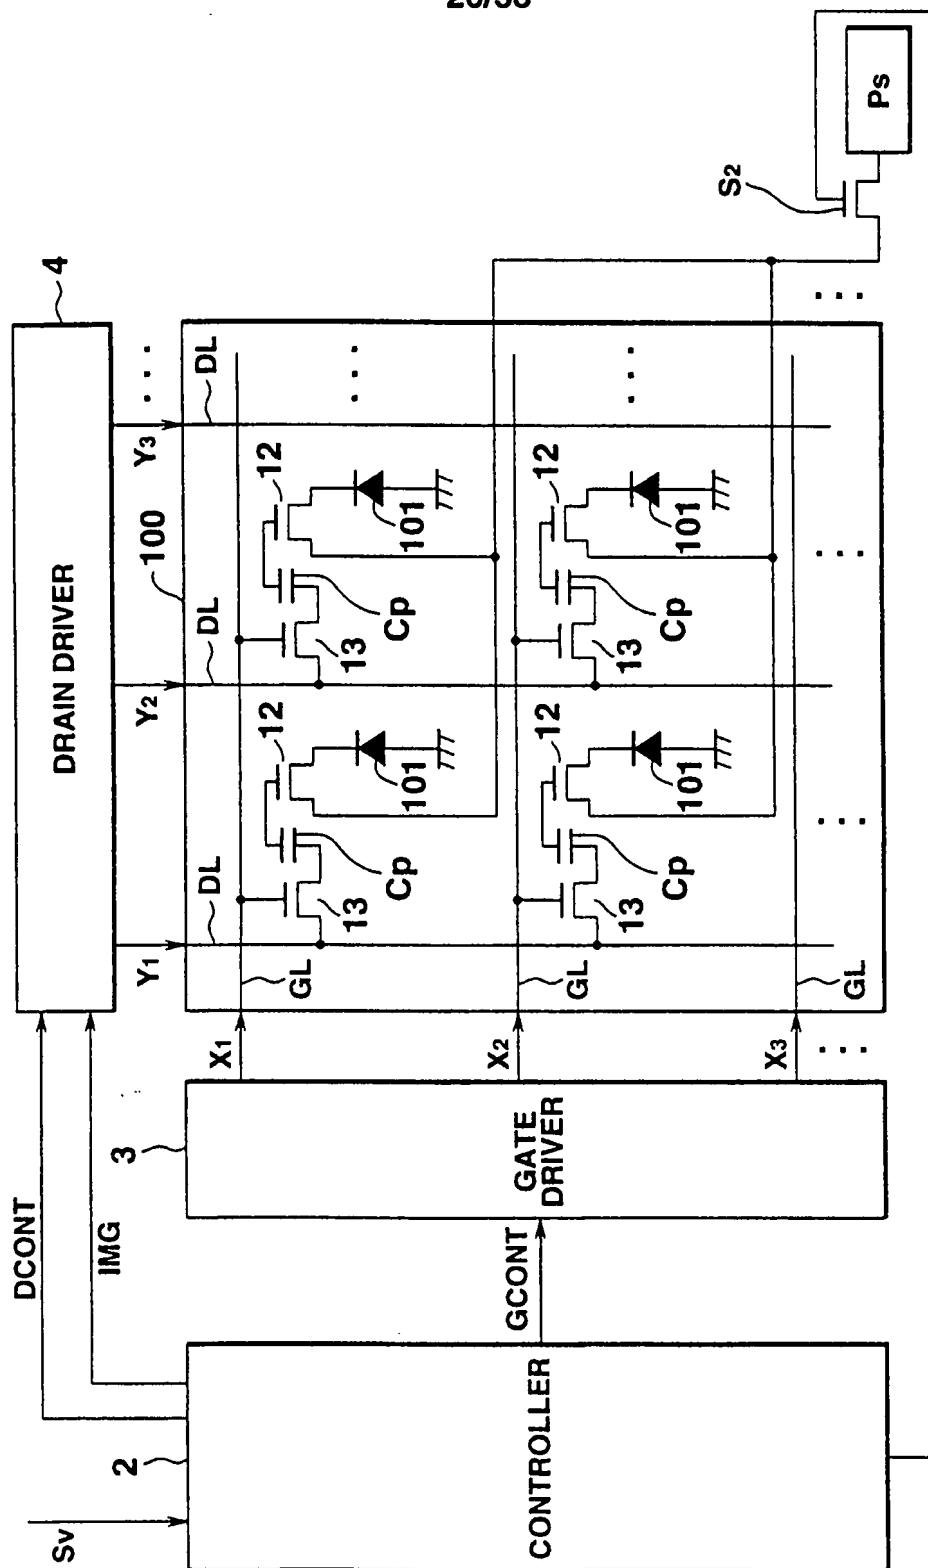 DRAIN DRIVER
4
Y1
Y2
Y3
100
DL
DL
DL
12
12
Cp
Cp
13
13
101
101
X1
GL
12
12
Cp
Cp
13
13
101
101
X2
GL
X3
GL
S2
Ps
DCONT
IMG
3
GATE
DRIVER
GCONT
2
Sv
CONTROLLER